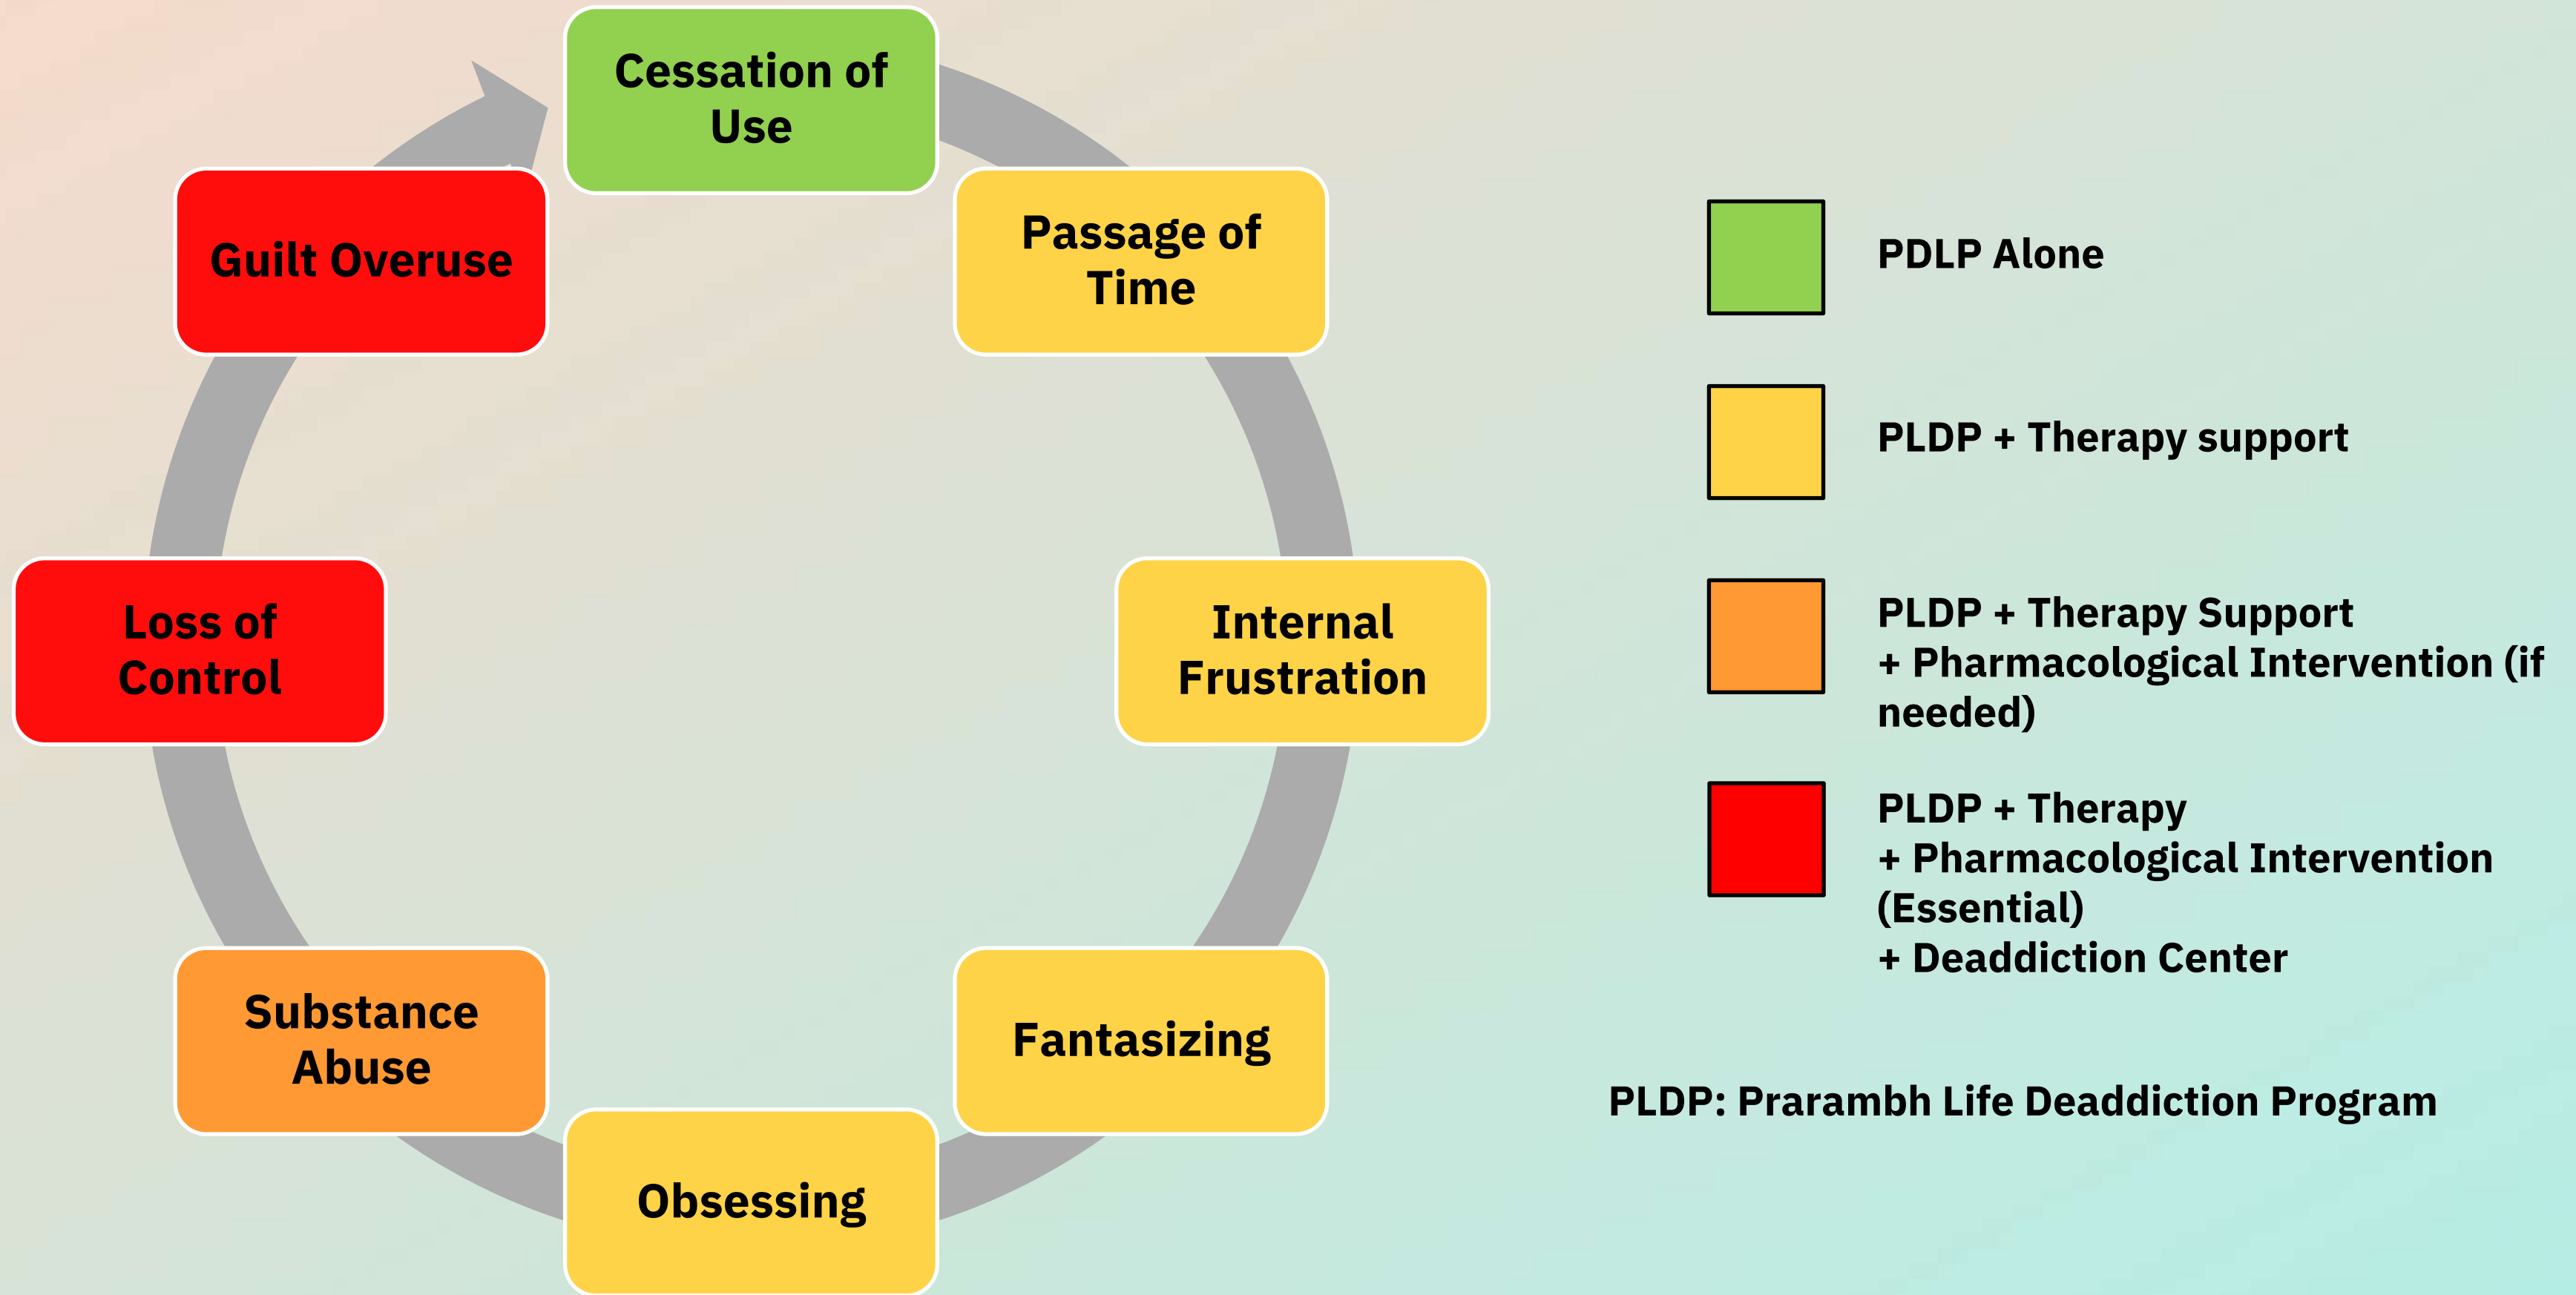 Cessation of
Use
Passage of
Time
Internal
Frustration
Fantasizing
Obsessing
Substance
Abuse
Loss of
Control
Guilt Overuse
PDLP Alone
PLDP + Therapy support
PLDP + Therapy Support
+ Pharmacological Intervention (if
needed)
PLDP + Therapy
+ Pharmacological Intervention
(Essential)
+ Deaddiction Center
PLDP: Prarambh Life Deaddiction Program